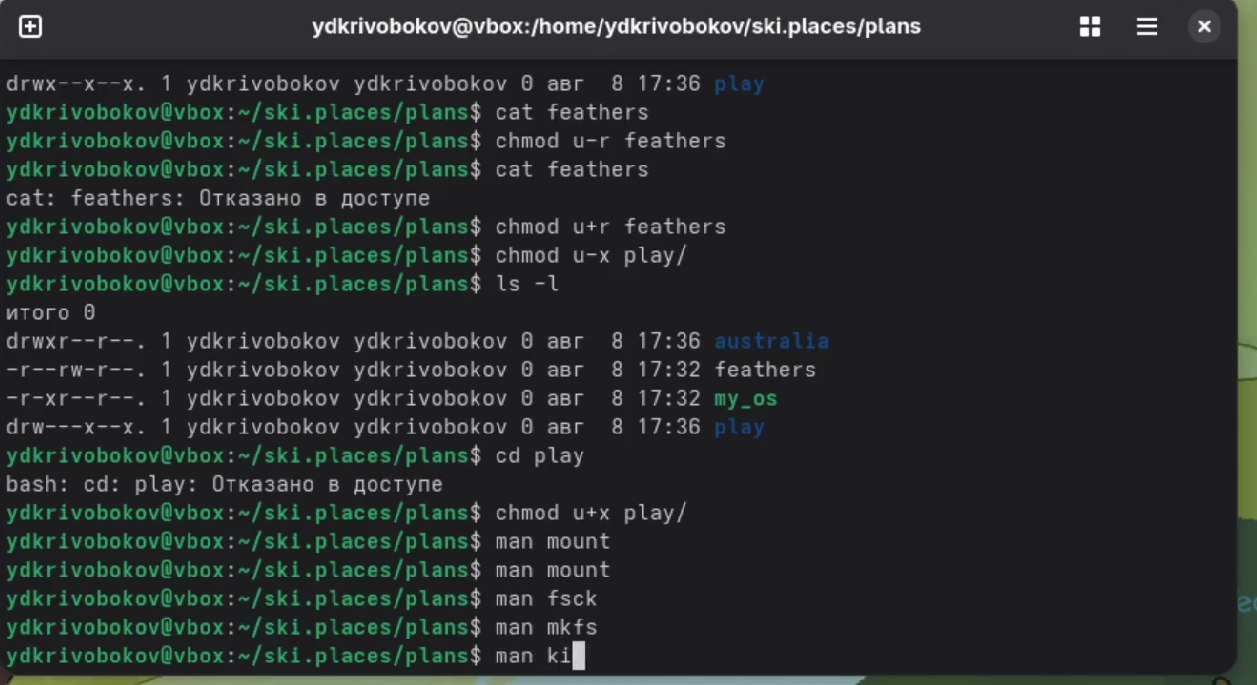 ydkrivobokov@vbox:/home/ydkrivobokov/ski.places/plans
drwx--x--x. 1 ydkrivobokov ydkrivobokov 0 авг  8 17:36 play
ydkrivobokov@vbox:~/ski.places/plans$ cat feathers
ydkrivobokov@vbox:~/ski.places/plans$ chmod u-r feathers
ydkrivobokov@vbox:~/ski.places/plans$ cat feathers
cat: feathers: Отказано в доступе
ydkrivobokov@vbox:~/ski.places/plans$ chmod u+r feathers
ydkrivobokov@vbox:~/ski.places/plans$ chmod u-x play/
ydkrivobokov@vbox:~/ski.places/plans$ ls -l
итого 0
drwxr--r--. 1 ydkrivobokov ydkrivobokov 0 авг  8 17:36 australia
-r--rw-r--. 1 ydkrivobokov ydkrivobokov 0 авг  8 17:32 feathers
-r-xr--r--. 1 ydkrivobokov ydkrivobokov 0 авг  8 17:32 my_os
drw---x--x. 1 ydkrivobokov ydkrivobokov 0 авг  8 17:36 play
ydkrivobokov@vbox:~/ski.places/plans$ cd play
bash: cd: play: Отказано в доступе
ydkrivobokov@vbox:~/ski.places/plans$ chmod u+x play/
ydkrivobokov@vbox:~/ski.places/plans$ man mount
ydkrivobokov@vbox:~/ski.places/plans$ man mount
ydkrivobokov@vbox:~/ski.places/plans$ man fsck
ydkrivobokov@vbox:~/ski.places/plans$ man mkfs
ydkrivobokov@vbox:~/ski.places/plans$ man ki